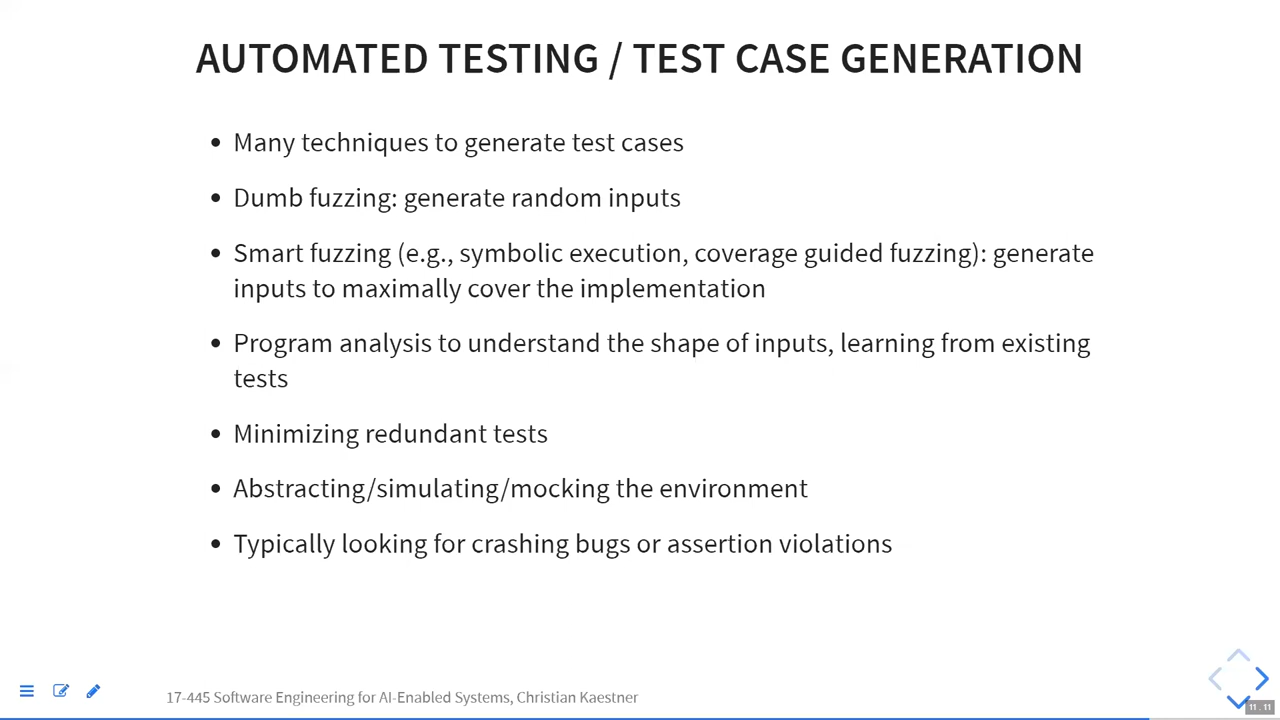 AUTOMATED TESTING / TEST CASE GENERATION
• Many techniques to generate test cases
• Dumb fuzzing: generate random inputs
• Smart fuzzing (e.g., symbolic execution, coverage guided fuzzing): generate
inputs to maximally cover the implementation
• Program analysis to understand the shape of inputs, learning from existing
tests
• Minimizing redundant tests
• Abstracting/simulating/mocking the environment
• Typically looking for crashing bugs or assertion violations
17-445 Software Engineering for AI-Enabled Systems, Christian Kaestner
11 . 11